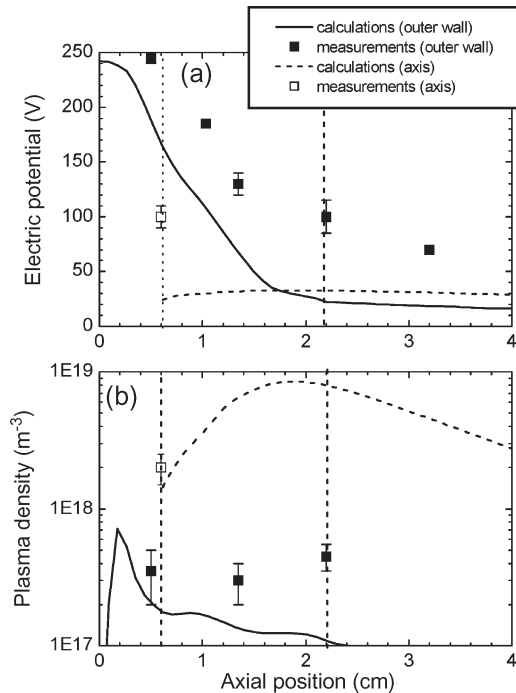 calculations (outer wall)
measurements (outer wall)
calculations (axis)
measurements (axis)
(a)
Electric potential (V)
250
200
150
100
50
0
0 1 2 3 4
(b)
Plasma density (m-3)
1E19
1E18
1E17
0 1 2 3 4
Axial position (cm)